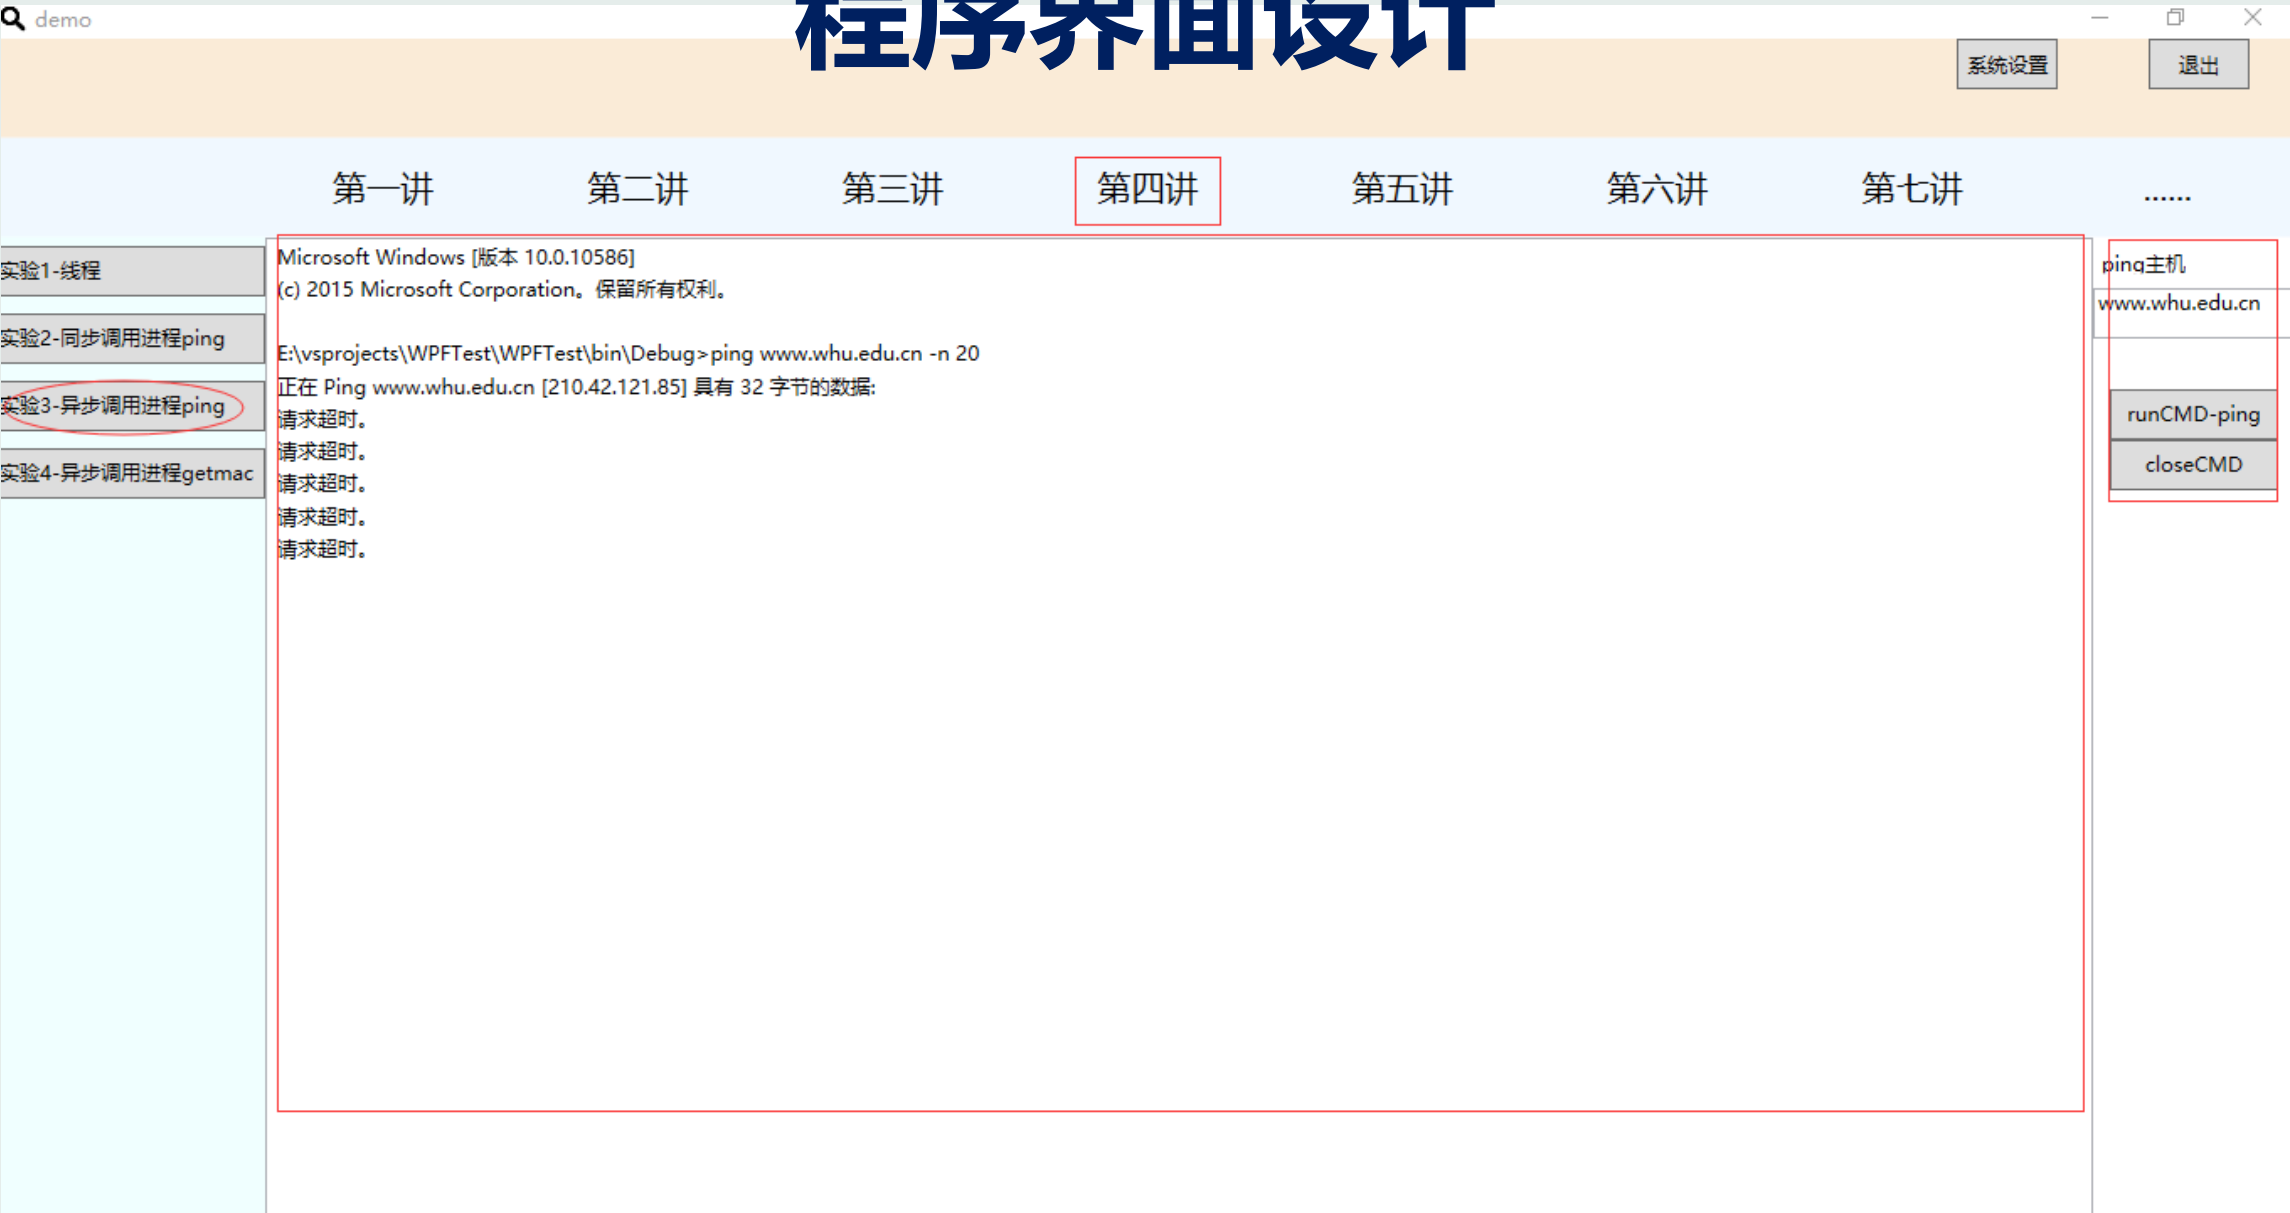 程序界面设计
demo
系统设置
退出
第一讲
第二讲
第三讲
第四讲
第五讲
第六讲
第七讲
......
实验1-线程
实验2-同步调用进程ping
实验3-异步调用进程ping
实验4-异步调用进程getmac
Microsoft Windows [版本 10.0.10586]
(c) 2015 Microsoft Corporation。保留所有权利。
E:\vsprojects\WPFTest\WPFTest\bin\Debug>ping www.whu.edu.cn -n 20
正在 Ping www.whu.edu.cn [210.42.121.85] 具有 32 字节的数据:
请求超时。
请求超时。
请求超时。
请求超时。
请求超时。
ping主机
www.whu.edu.cn
runCMD-ping
closeCMD